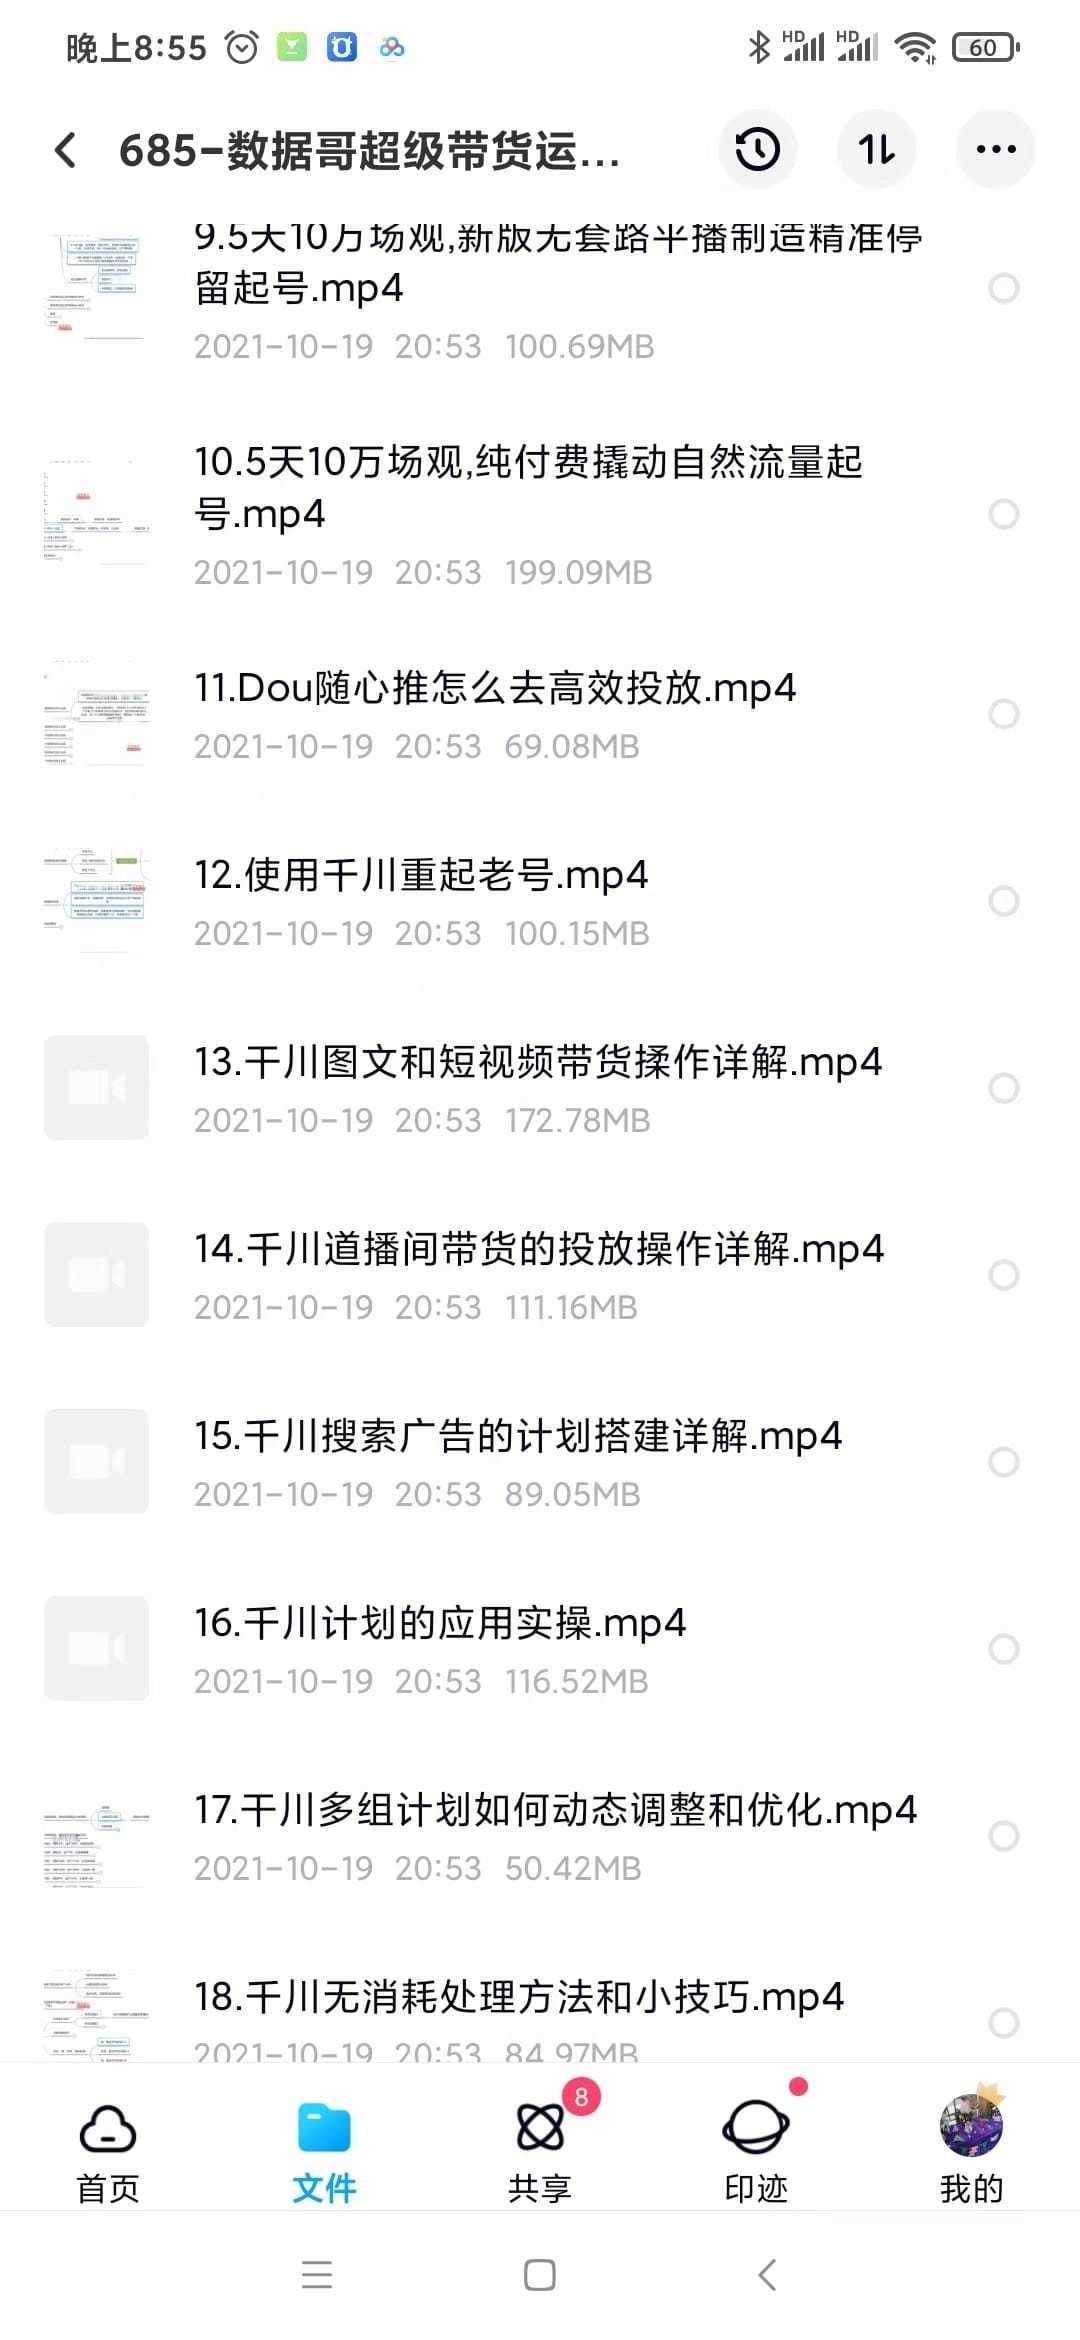 晚上8:55
HD
HD
60
685-数据哥超级带货运...
9.5天10万场观,新版无套路半播制造精准停
留起号.mp4
2021-10-19 20:53 100.69MB
10.5天10万场观,纯付费撬动自然流量起
号.mp4
2021-10-19 20:53 199.09MB
11.Dou随心推怎么去高效投放.mp4
2021-10-19 20:53 69.08MB
12.使用千川重起老号.mp4
2021-10-19 20:53 100.15MB
13.干川图文和短视频带货揉作详解.mp4
2021-10-19 20:53 172.78MB
14.千川道播间带货的投放操作详解.mp4
2021-10-19 20:53 111.16MB
15.千川搜索广告的计划搭建详解.mp4
2021-10-19 20:53 89.05MB
16.千川计划的应用实操.mp4
2021-10-19 20:53 116.52MB
17.干川多组计划如何动态调整和优化.mp4
2021-10-19 20:53 50.42MB
18.千川无消耗处理方法和小技巧.mp4
2021-10-19 20:53 84.97MB
8
首页
文件
共享
印迹
我的